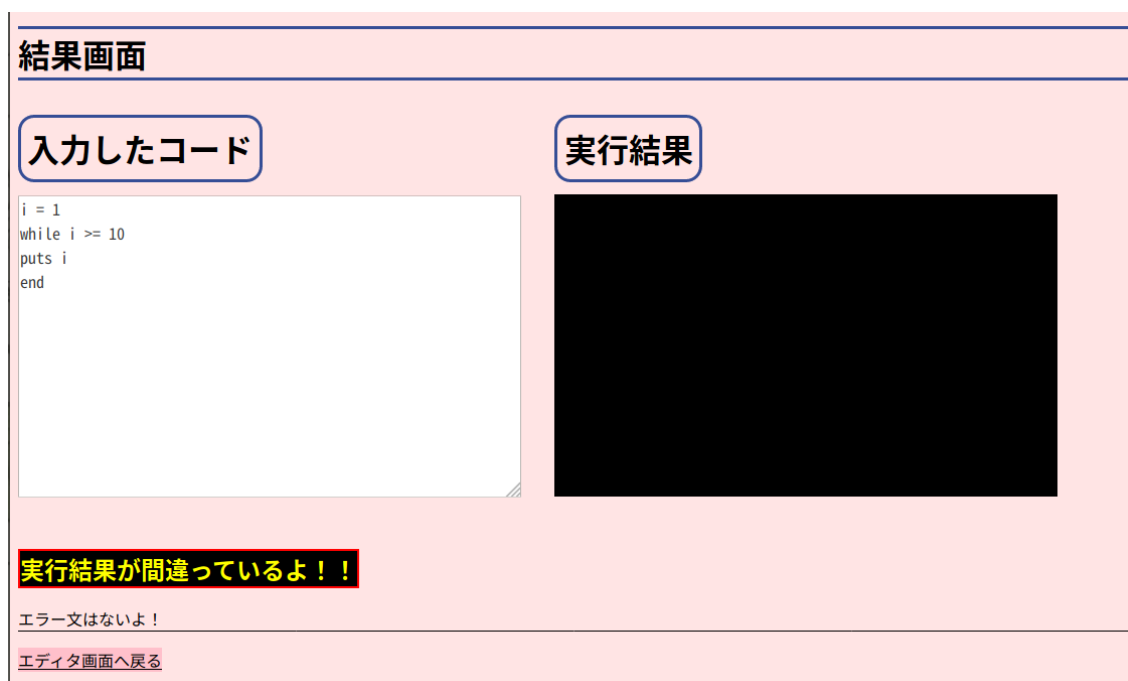 結果画面
入力したコード
実行結果
i = 1
while i >= 10
puts i
end
実行結果が間違っているよ！！
エラー文はないよ！
エディタ画面へ戻る